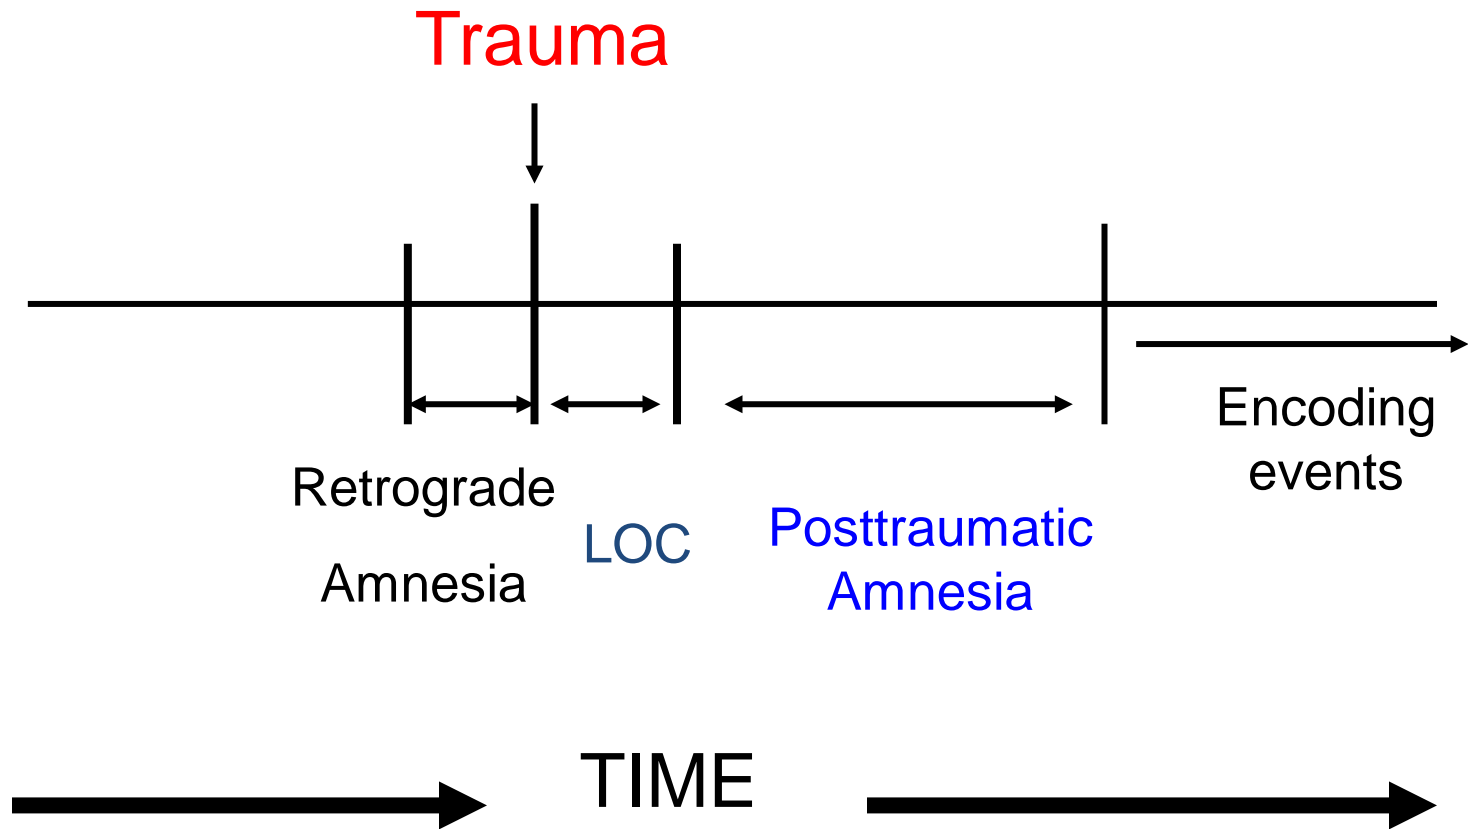 Trauma
Retrograde
Amnesia
LOC
Posttraumatic
Amnesia
Encoding
events
TIME